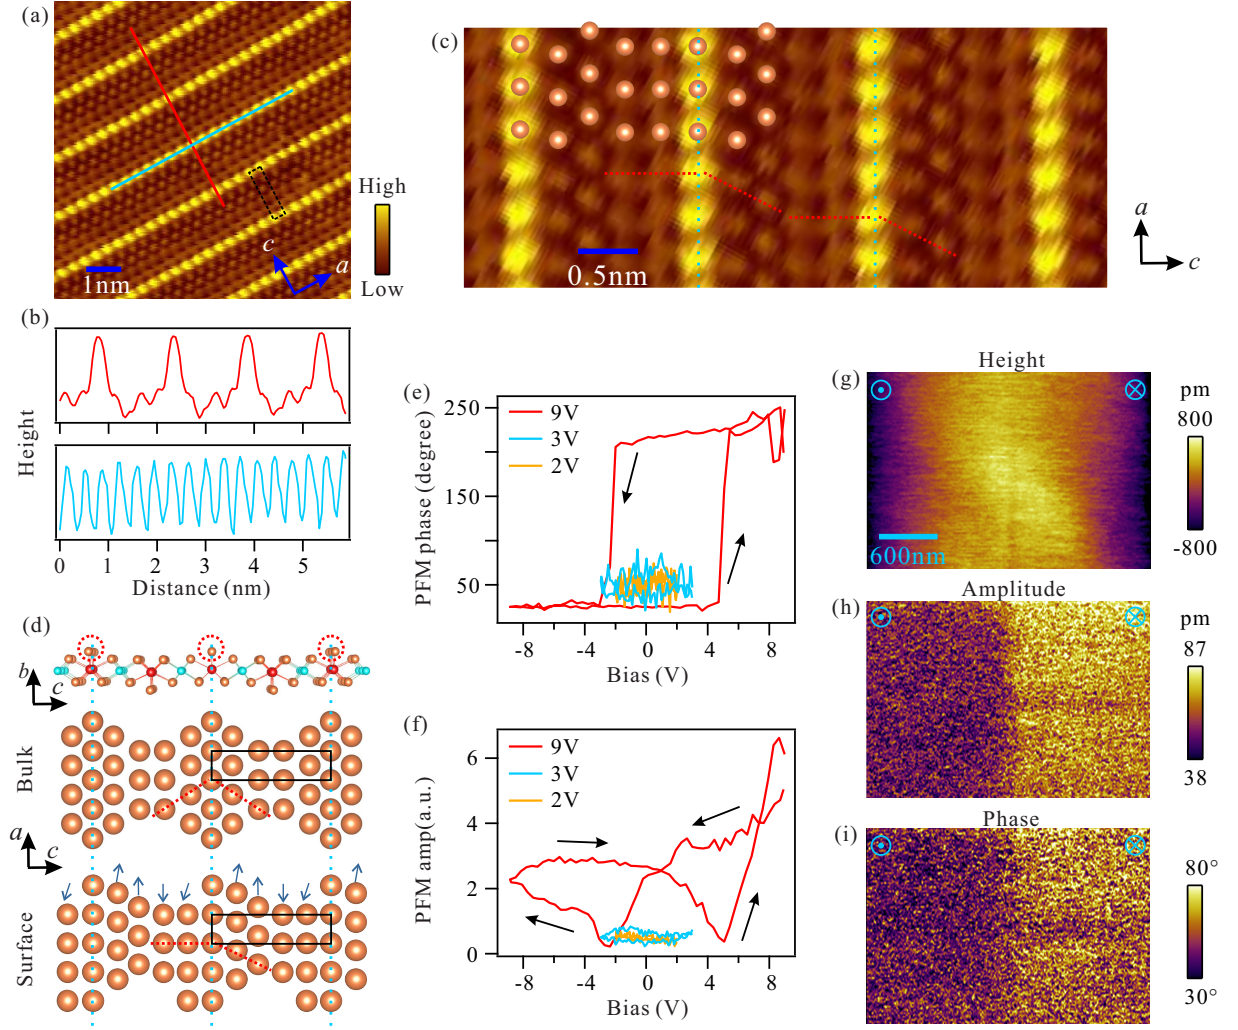 (a)
High
Low
c
a
1nm
(b)
Height
0 1 2 3 4 5
Distance (nm)
(c)
0.5nm
a
c
(d)
b
c
Bulk
a
c
Surface
(e)
PFM phase (degree)
250
150
50
9V
3V
2V
-8 -4 0 4 8
Bias (V)
(f)
PFM amp(a.u.)
6
4
2
0
9V
3V
2V
-8 -4 0 4 8
Bias (V)
(g)
Height
600nm
pm
800
-800
(h)
Amplitude
pm
87
38
(i)
Phase
80°
30°